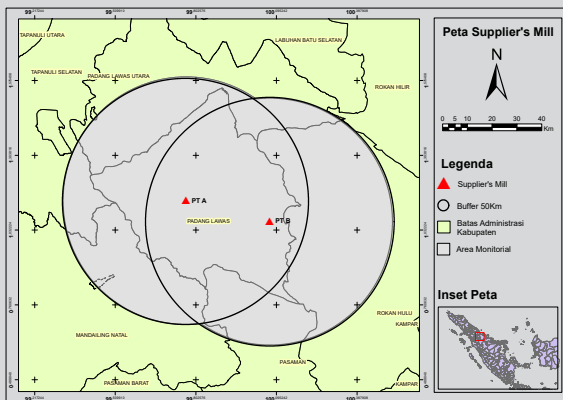 TAPANULI UTARA
LABUHAN BATU SELATAN
TAPANULI SELATAN
PADANG LAWAS UTARA
ROKAN HILIR
PT A
PADANG LAWAS
PT B
ROKAN HULU
KAMPAR
MANDAILING NATAL
PASAMAN
PASAMAN BARAT
KAMPAR
Peta Supplier's Mill
N
0 5 10 20 30 40
Km
Legenda
Supplier's Mill
Buffer 50Km
Batas Administrasi
Kabupaten
Area Monitorial
Inset Peta